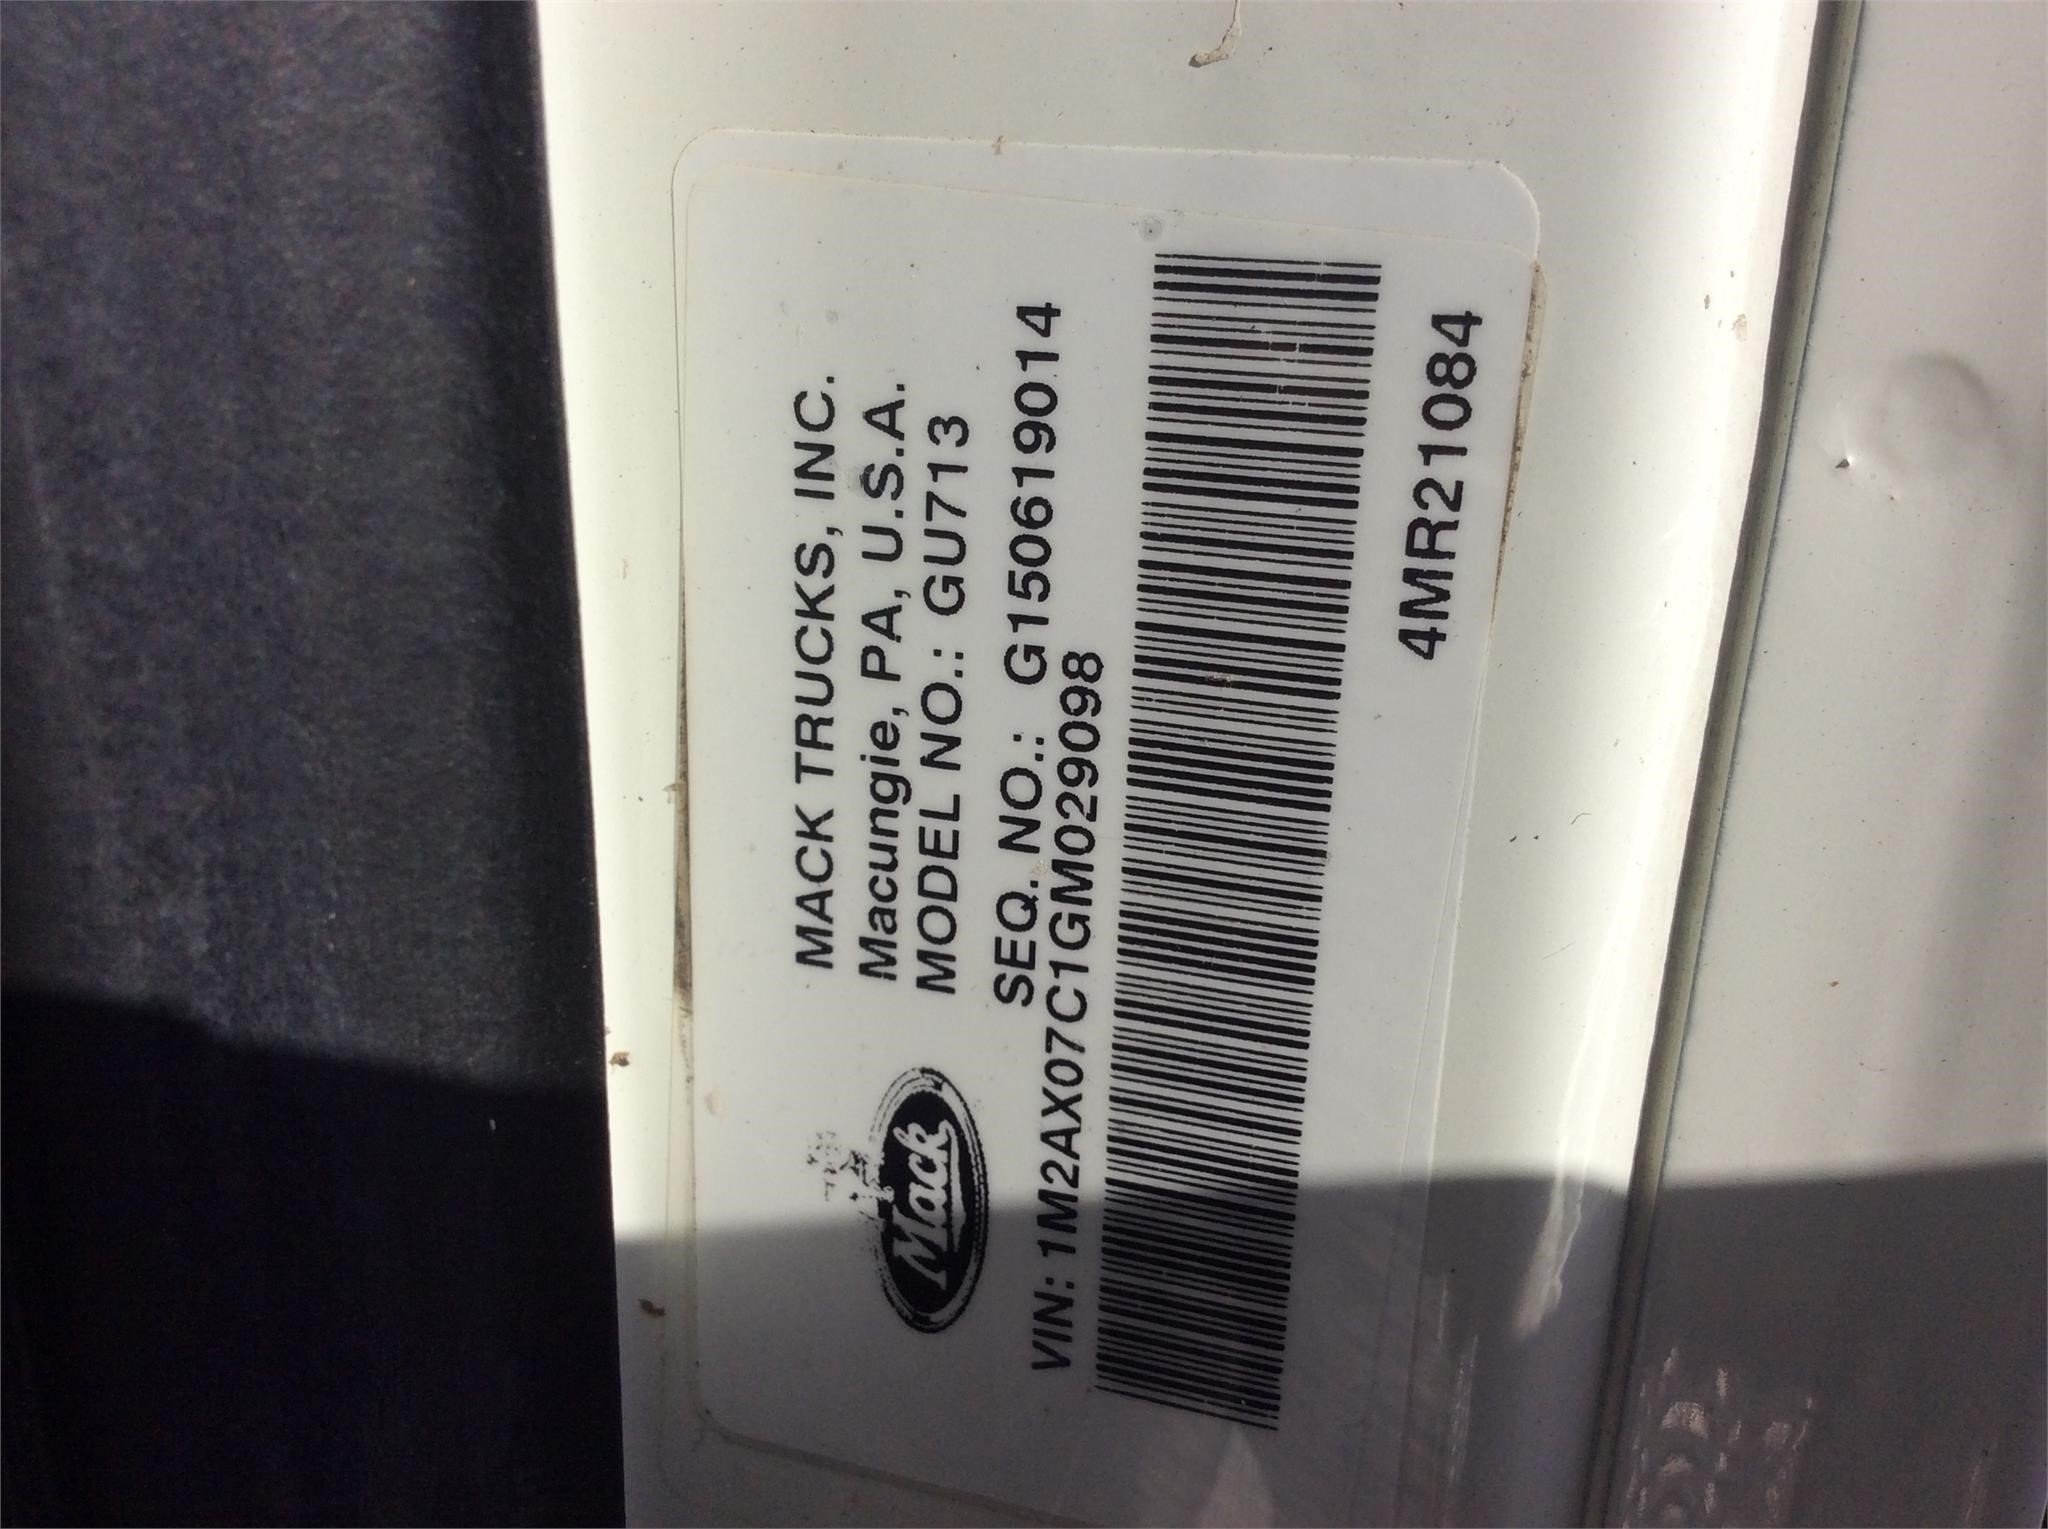 MACK TRUCKS, INC.
Macungie, PA, U.S.A.
MODEL NO.: GU713
Mack
SEQ. NO.: G150619014
VIN: 1M2AX07C1GM029098
4MR21084